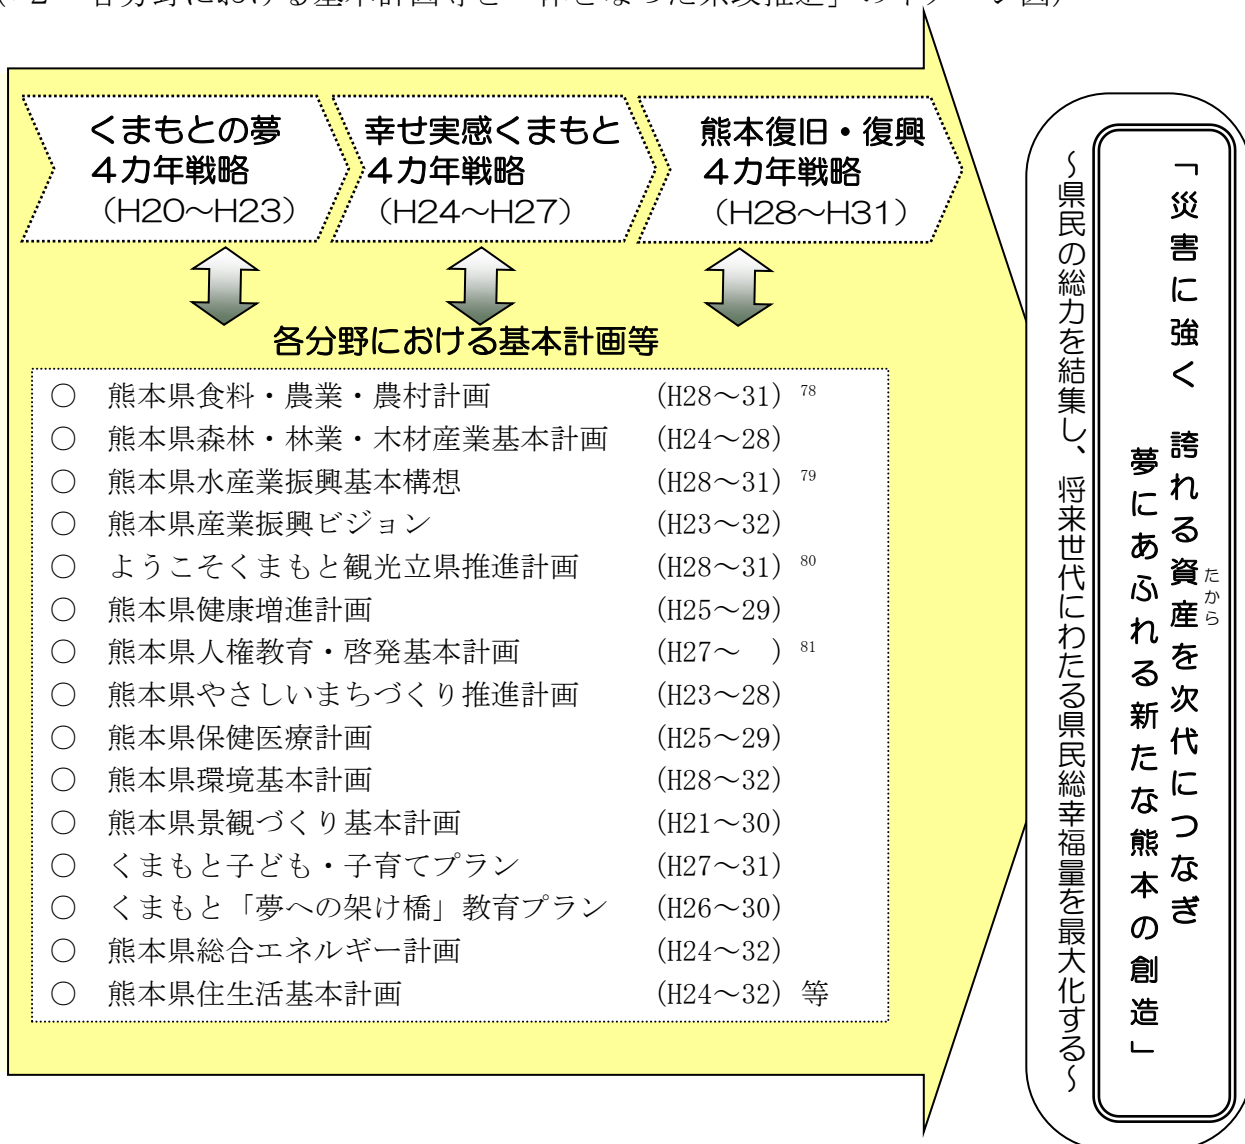 くまもとの夢
４カ年戦略
（H20～H23）
幸せ実感くまもと
４カ年戦略
（H24～H27）
熊本復旧・復興
４カ年戦略
（H28～H31）
各分野における基本計画等
○　熊本県食料・農業・農村計画　(H28～31) 78
○　熊本県森林・林業・木材産業基本計画　(H24～28)
○　熊本県水産業振興基本構想　(H28～31) 79
○　熊本県産業振興ビジョン　(H23～32)
○　ようこそくまもと観光立県推進計画　(H28～31) 80
○　熊本県健康増進計画　(H25～29)
○　熊本県人権教育・啓発基本計画　(H27～　) 81
○　熊本県やさしいまちづくり推進計画　(H23～28)
○　熊本県保健医療計画　(H25～29)
○　熊本県環境基本計画　(H28～32)
○　熊本県景観づくり基本計画　(H21～30)
○　くまもと子ども・子育てプラン　(H27～31)
○　くまもと「夢への架け橋」教育プラン　(H26～30)
○　熊本県総合エネルギー計画　(H24～32)
○　熊本県住生活基本計画　(H24～32) 等
「災害に強く　誇れる資産を次代につなぎ
たから
夢にあふれる新たな熊本の創造」
～県民の総力を結集し、将来世代にわたる県民総幸福量を最大化する～